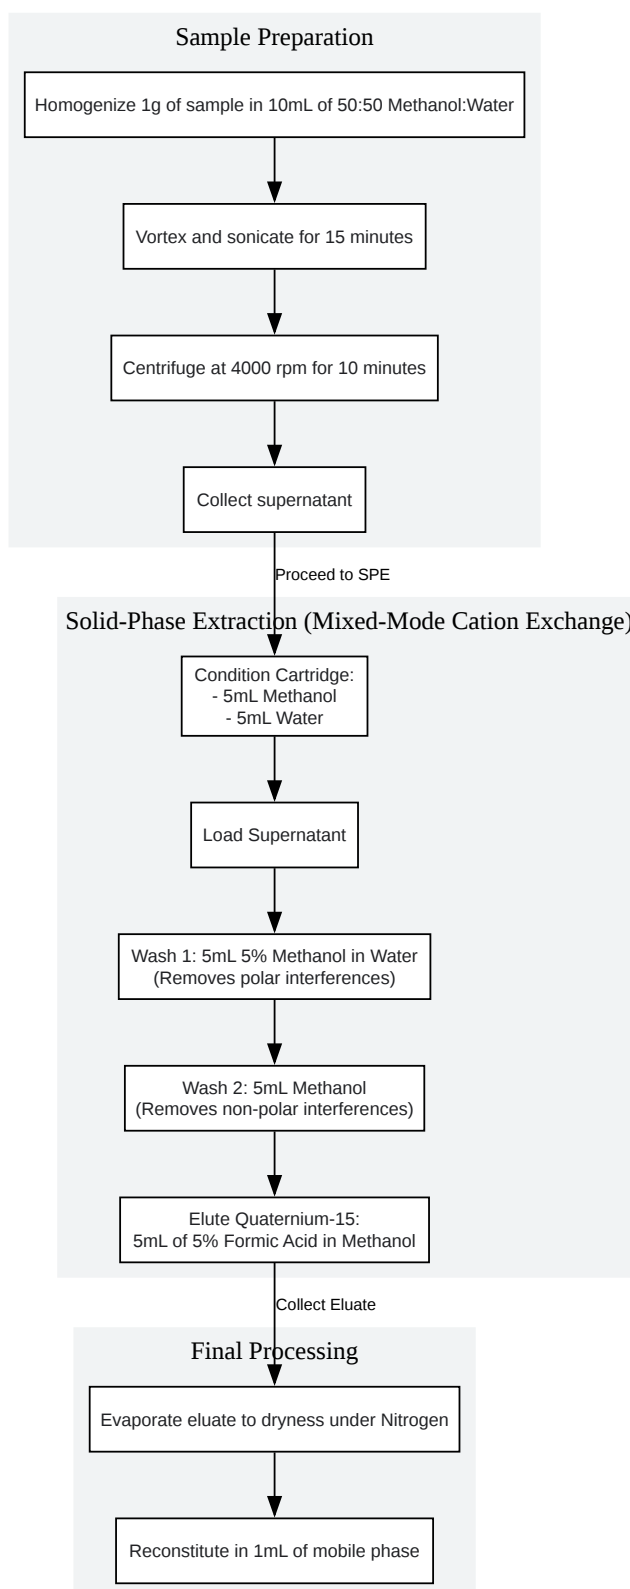 Sample Preparation
Homogenize 1g of sample in 10mL of 50:50 Methanol:Water
Vortex and sonicate for 15 minutes
Centrifuge at 4000 rpm for 10 minutes
Collect supernatant
Proceed to SPE
Solid-Phase Extraction (Mixed-Mode Cation Exchange)
Condition Cartridge:
- 5mL Methanol
- 5mL Water
Load Supernatant
Wash 1: 5mL 5% Methanol in Water
(Removes polar interferences)
Wash 2: 5mL Methanol
(Removes non-polar interferences)
Elute Quaternium-15:
5mL of 5% Formic Acid in Methanol
Collect Eluate
Final Processing
Evaporate eluate to dryness under Nitrogen
Reconstitute in 1mL of mobile phase